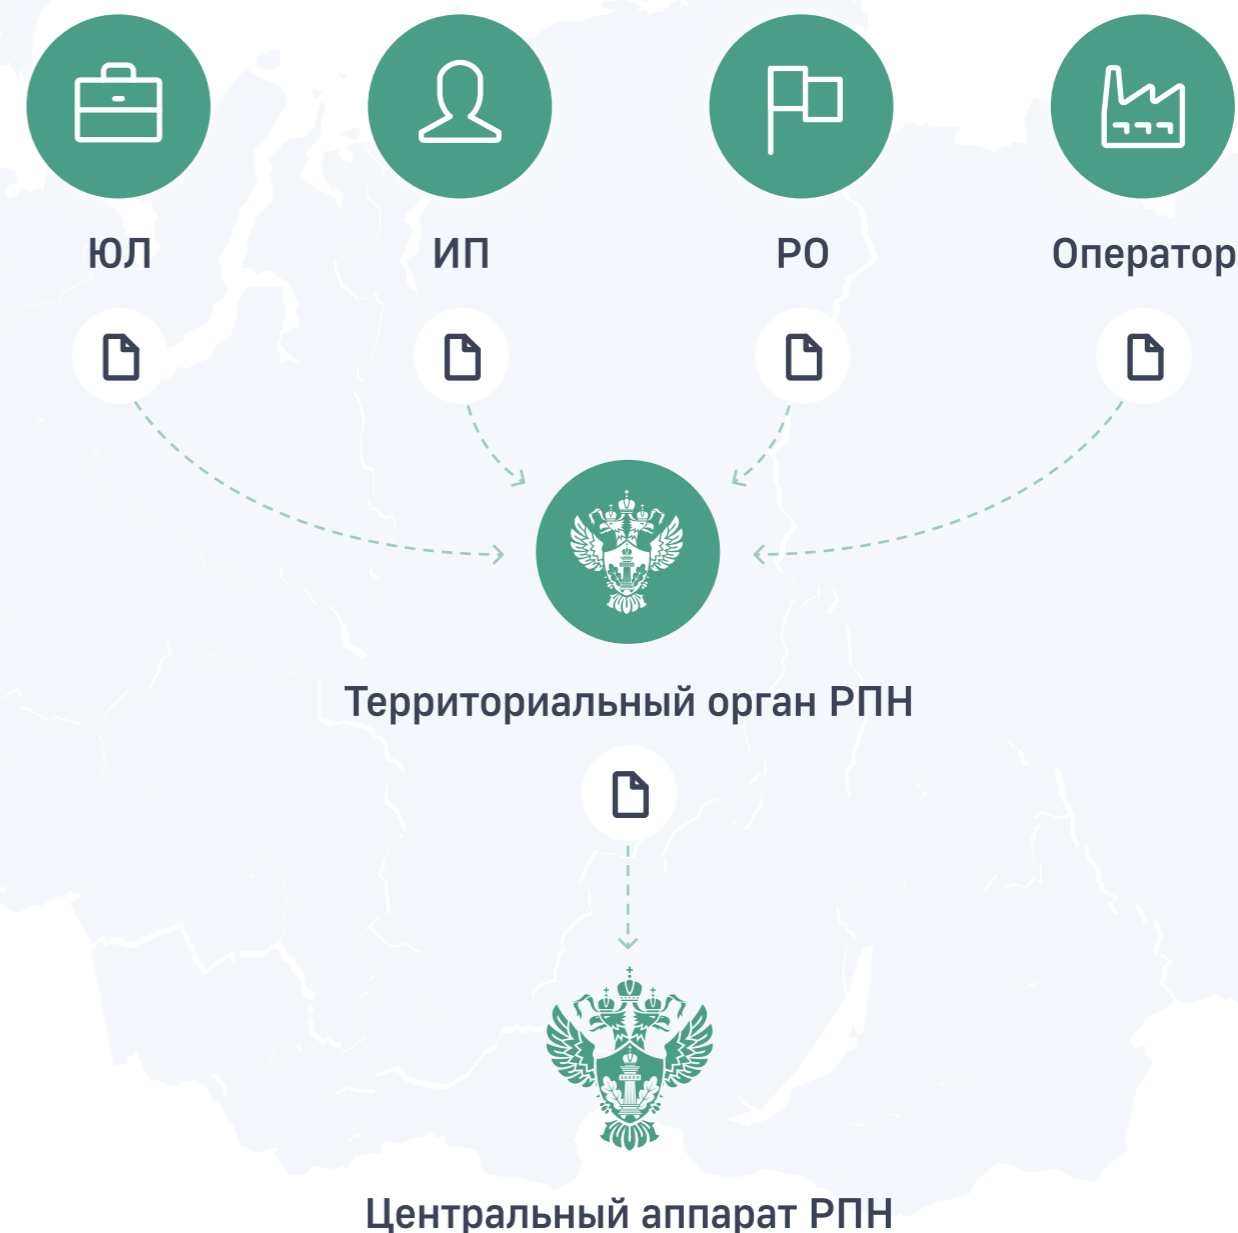 ЮЛ
ИП
РО
Оператор
Территориальный орган РПН
Центральный аппарат РПН